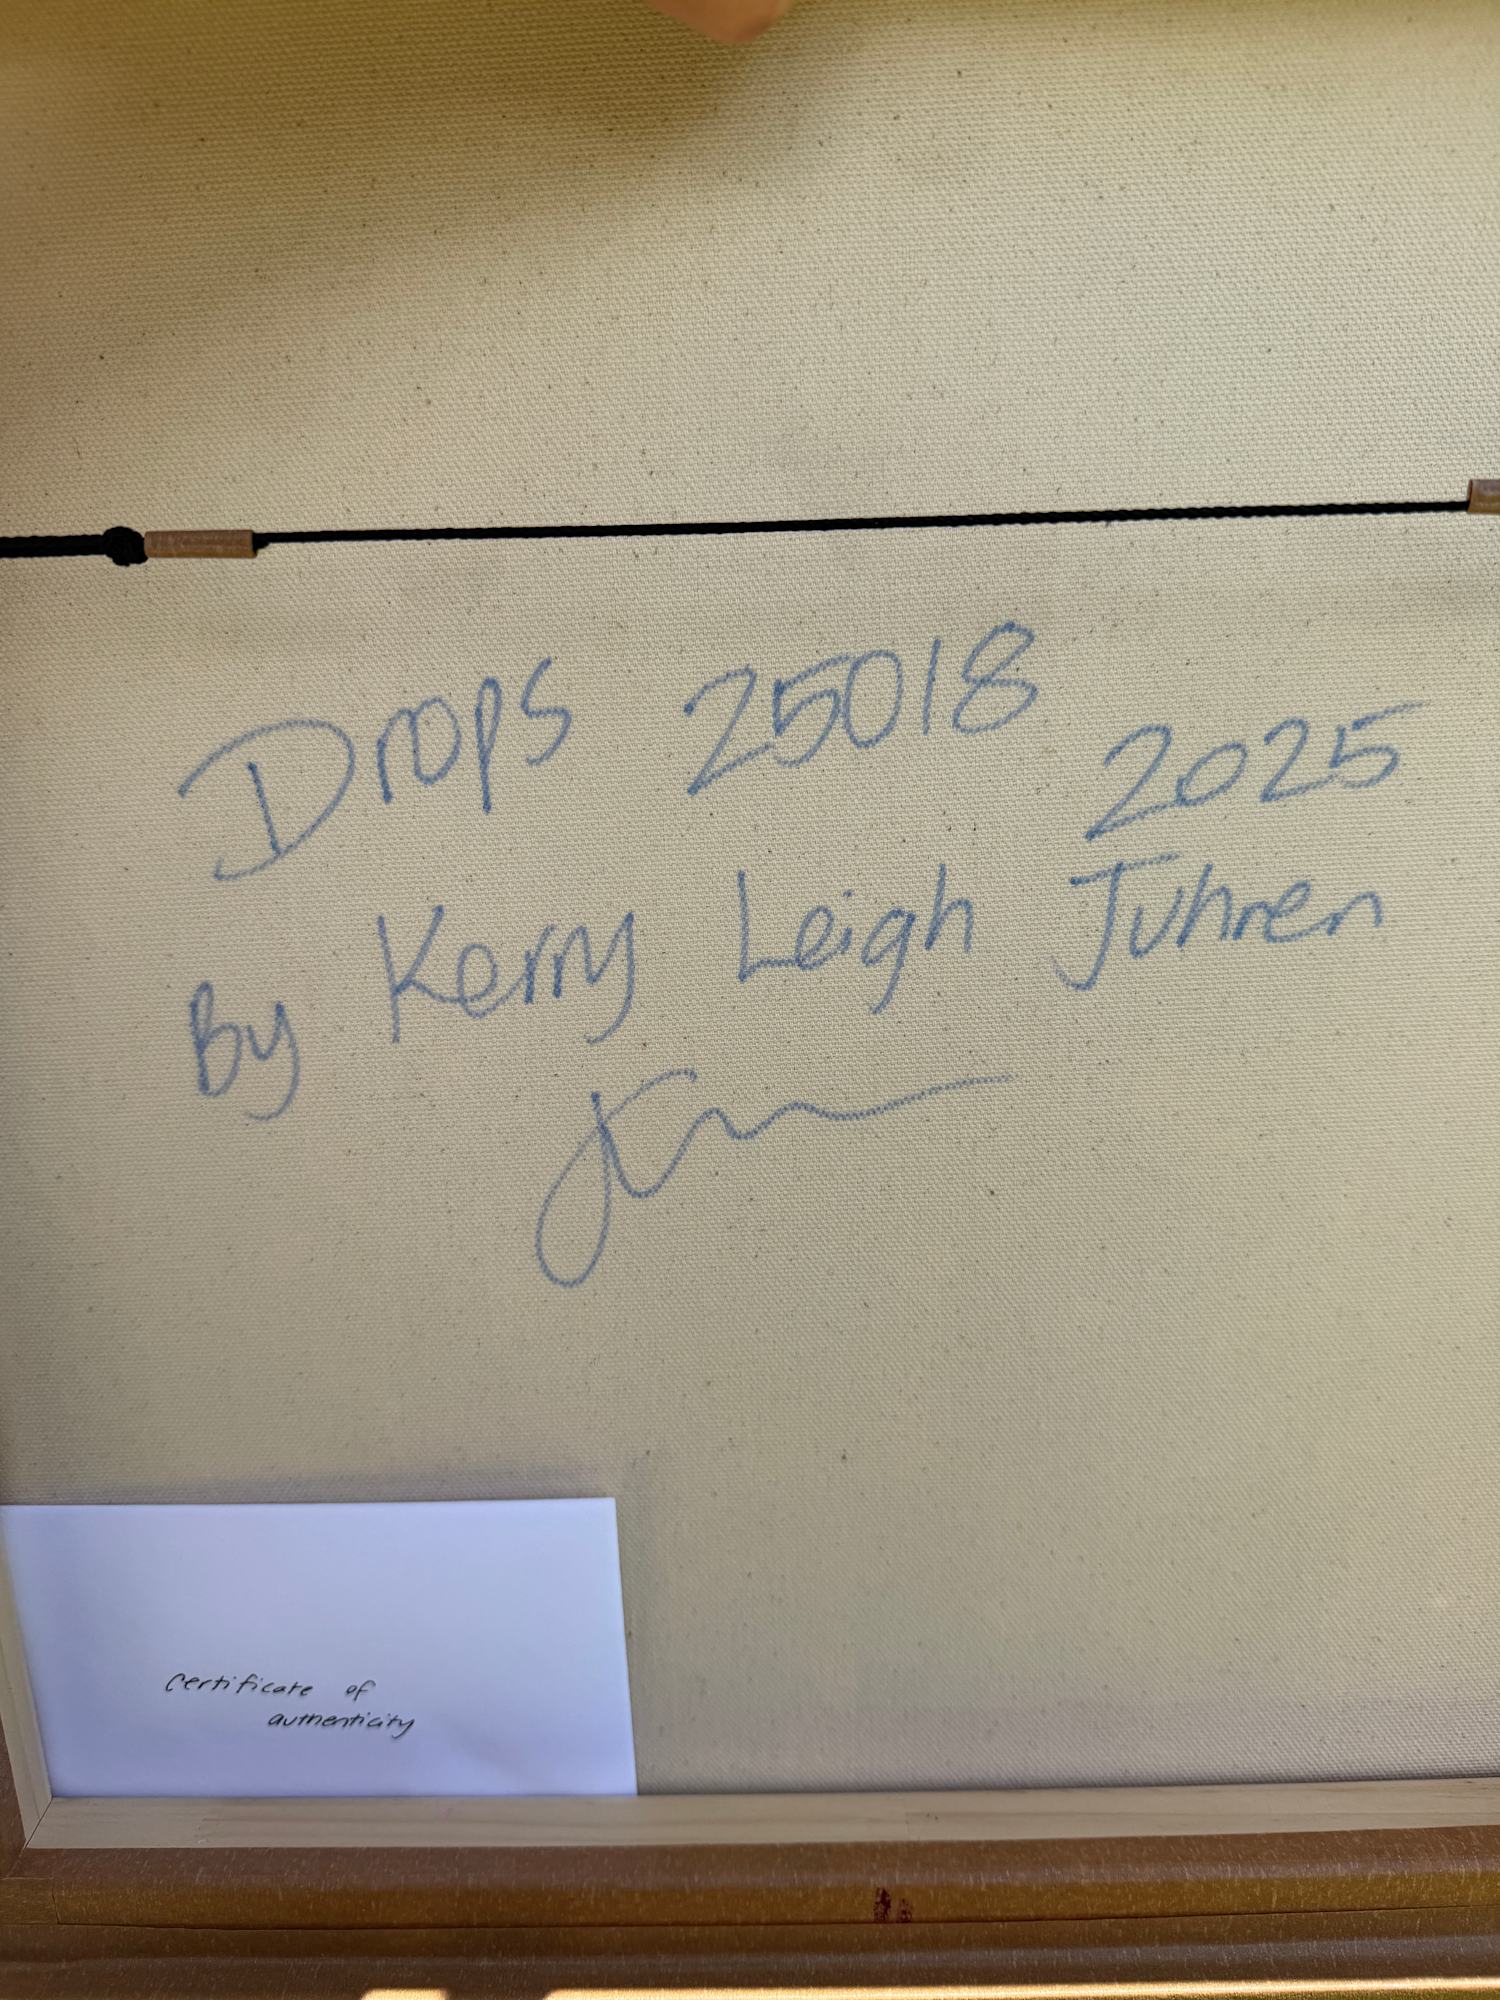 Drops 25018
2025
By Kerry Leigh Juhren
Certificate of
authenticity